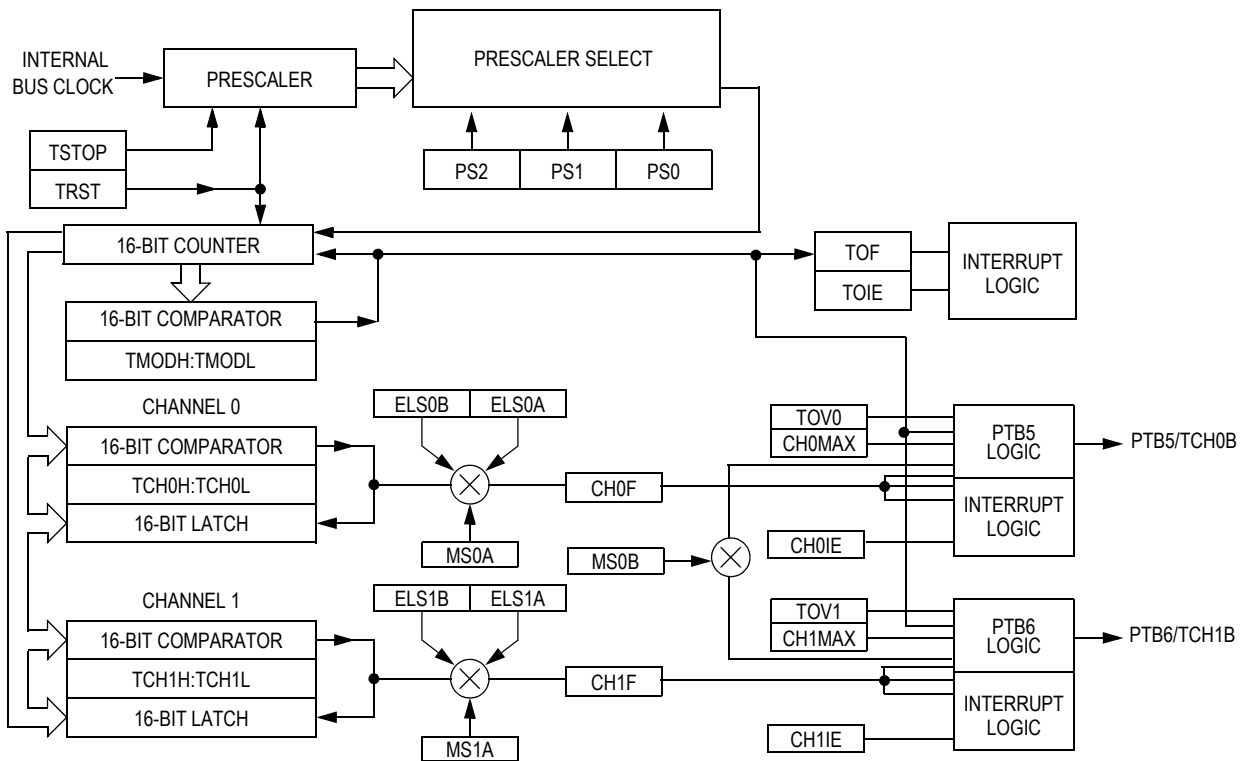 INTERNAL
BUS CLOCK
PRESCALER
PRESCALER SELECT
TSTOP
TRST
PS2
PS1
PS0
16-BIT COUNTER
16-BIT COMPARATOR
TMODH:TMODL
TOF
TOIE
INTERRUPT
LOGIC
CHANNEL 0
16-BIT COMPARATOR
TCH0H:TCH0L
16-BIT LATCH
ELS0B
ELS0A
MS0A
CH0F
TOV0
CH0MAX
PTB5
LOGIC
INTERRUPT
LOGIC
PTB5/TCH0B
CH0IE
MS0B
CHANNEL 1
16-BIT COMPARATOR
TCH1H:TCH1L
16-BIT LATCH
ELS1B
ELS1A
MS1A
CH1F
TOV1
CH1MAX
PTB6
LOGIC
INTERRUPT
LOGIC
PTB6/TCH1B
CH1IE